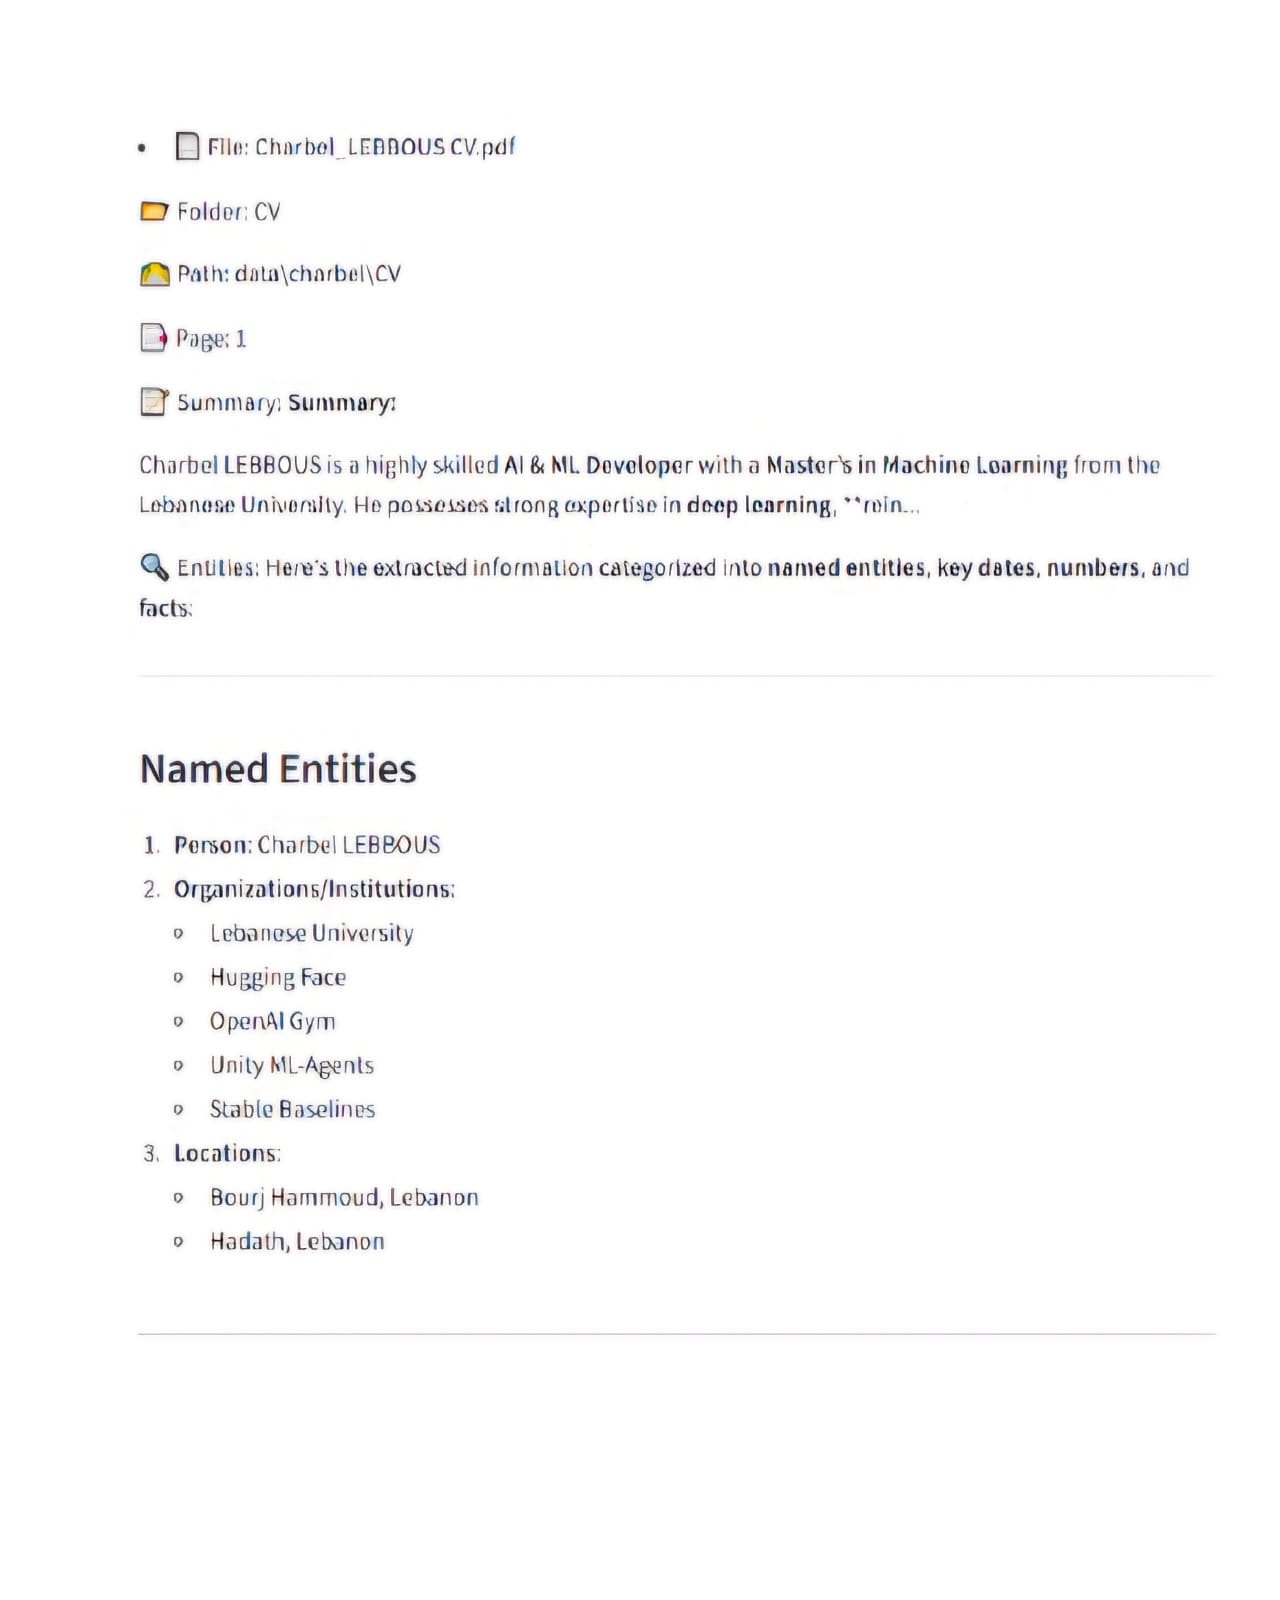 • File: Charbel_LEBBOUS CV.pdf
Folder: CV
Path: data\charbel\CV
Page: 1
Summary: Summary:
Charbel LEBBOUS is a highly skilled AI & ML Developer with a Master's in Machine Learning from the
Lebanese University. He possesses strong expertise in deep learning, **rein...
Entities: Here's the extracted information categorized into named entities, key dates, numbers, and
facts:
Named Entities
1. Person: Charbel LEBBOUS
2. Organizations/Institutions:
o Lebanese University
o Hugging Face
o OpenAI Gym
o Unity ML-Agents
o Stable Baselines
3. Locations:
o Bourj Hammoud, Lebanon
o Hadath, Lebanon